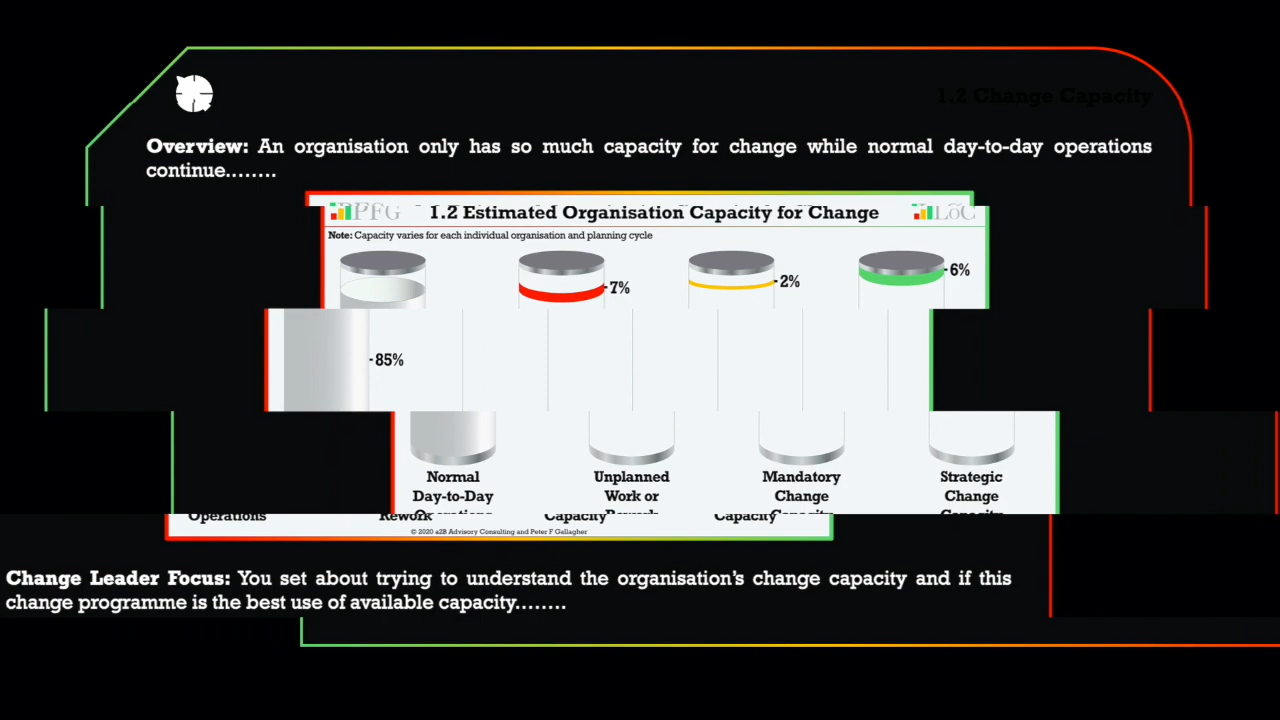 1.2 Change Capacity
Overview: An organisation only has so much capacity for change while normal day-to-day operations
continue........
PFG 1.2 Estimated Organisation Capacity for Change
Note: Capacity varies for each individual organisation and planning cycle
7% 2% 6%
85%
Normal Unplanned Mandatory Strategic
Day-to-Day Work or Change Change
Operations Rework Capacity Capacity
© 2020 a2B Advisory Consulting and Peter F Gallagher
Change Leader Focus: You set about trying to understand the organisation's change capacity and if this
change programme is the best use of available capacity........